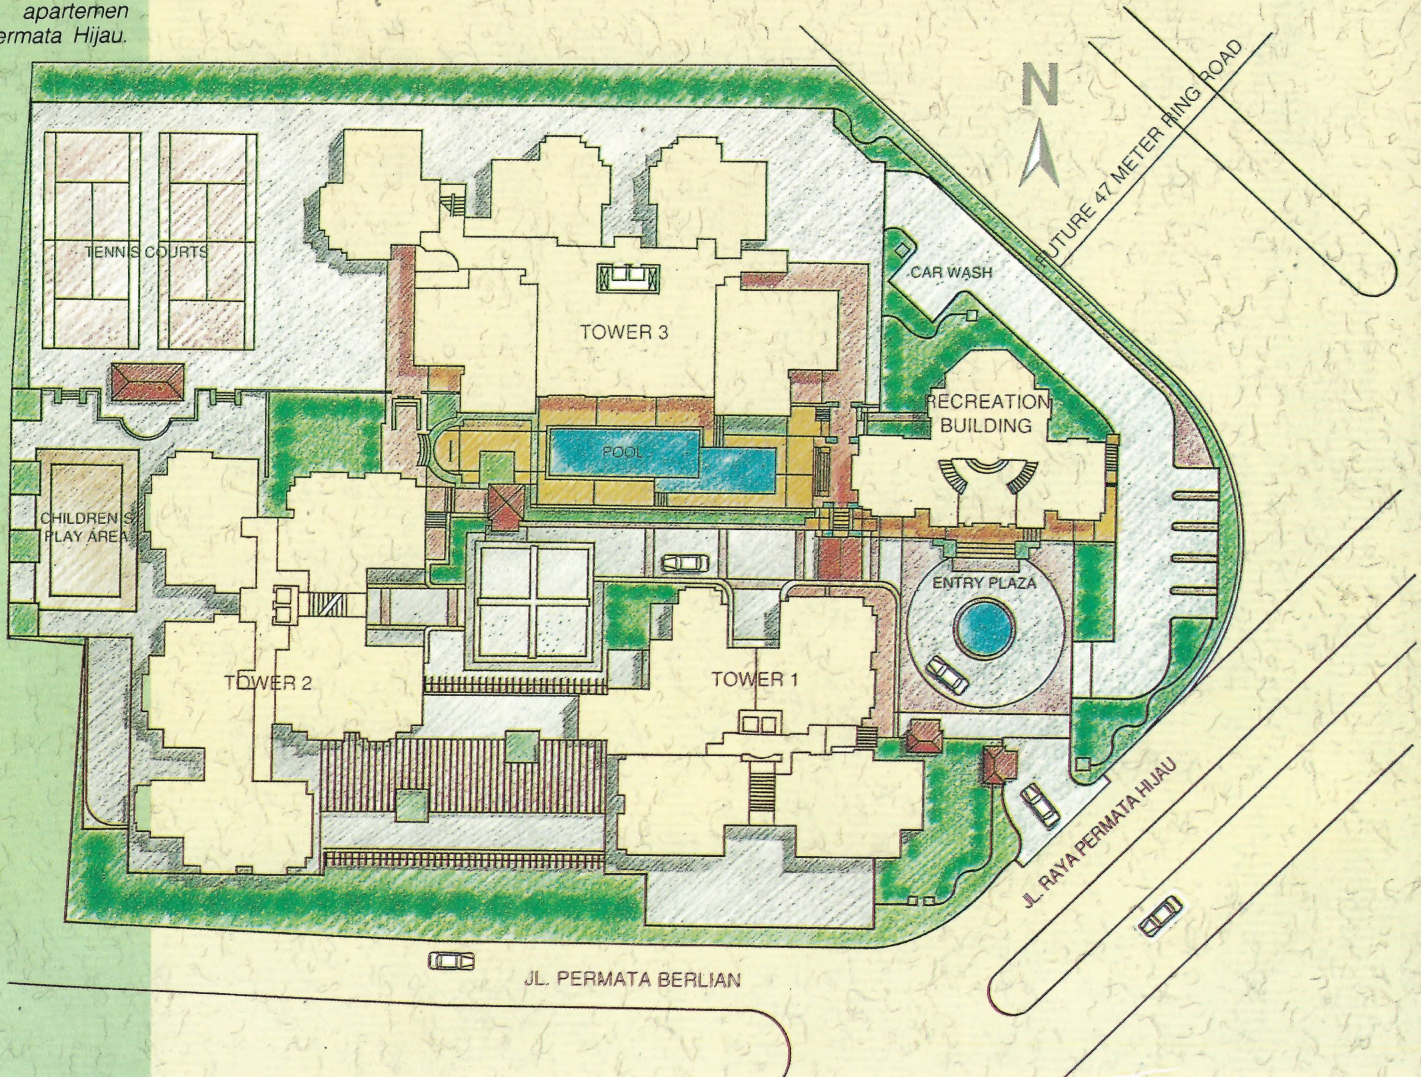 apartemen
ermata Hijau.
N
FUTURE 47 METER RING ROAD
TENNIS COURTS
CAR WASH
TOWER 3
RECREATION
BUILDING
POOL
CHILDREN'S
PLAY AREA
ENTRY PLAZA
TOWER 2
TOWER 1
JL. RAYA PERMATA HIJAU
JL. PERMATA BERLIAN